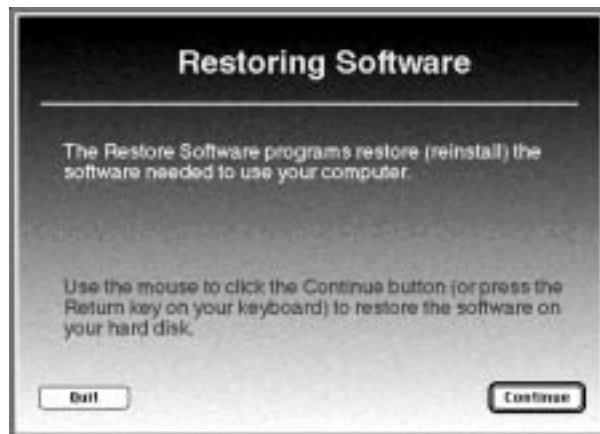 Restoring Software
The Restore Software programs restore (reinstall) the
software needed to use your computer.
Use the mouse to click the Continue button (or press the
Return key on your keyboard) to restore the software on
your hard disk.
Quit
Continue